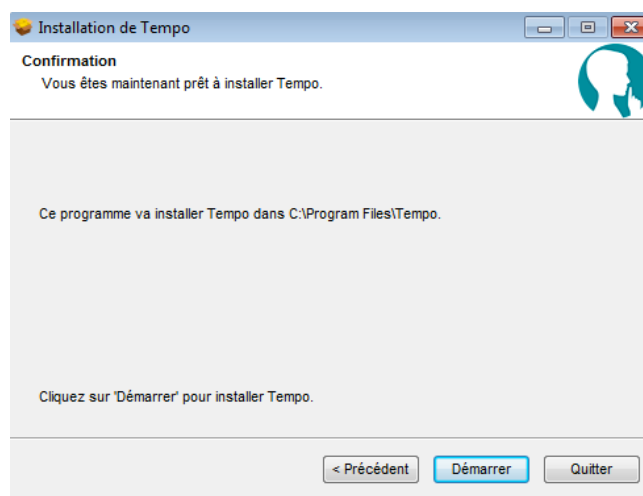 Installation de Tempo
Confirmation
Vous êtes maintenant prêt à installer Tempo.
Ce programme va installer Tempo dans C:\Program Files\Tempo.
Cliquez sur 'Démarrer' pour installer Tempo.
< Précédent Démarrer Quitter